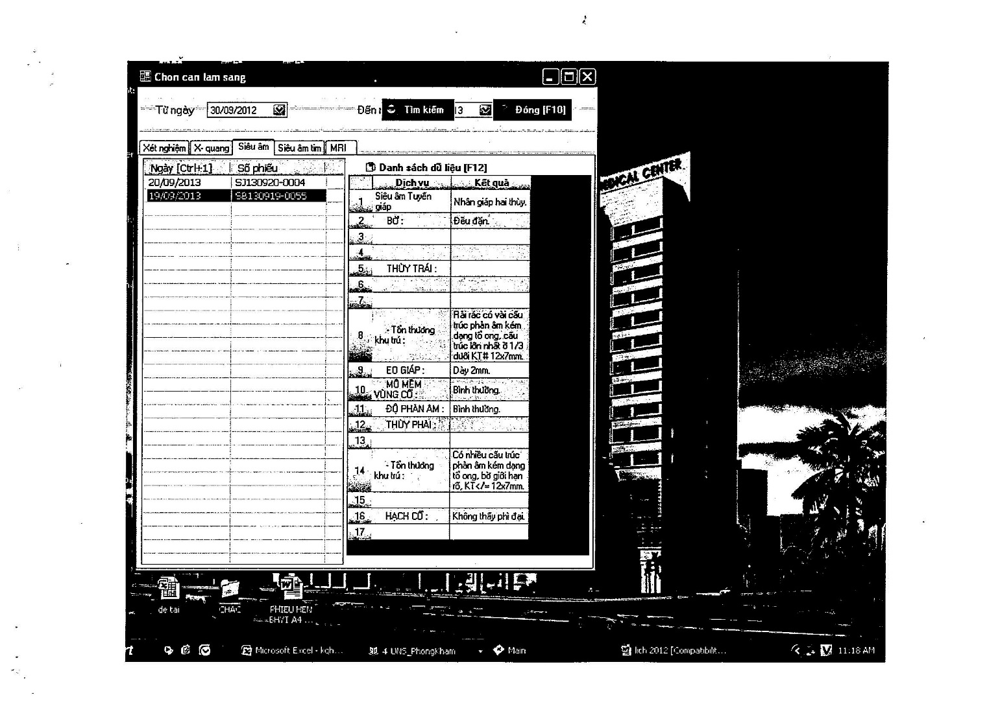 Chon can lam sang
Từ ngày 30/09/2012 Đến Tìm kiếm 13 Đóng [F10]
Xét nghiệm X- quang Siêu âm Siêu âm tim MRI
Ngày [Ctrl+1] Số phiếu
20/09/2013 SJ130920-0004
19/09/2013 SB130919-0055
Danh sách dữ liệu [F12]
Dịch vụ Kết quả
1 Siêu âm Tuyến giáp Nhân giáp hai thùy.
2 BỜ : Đều đặn.
3
4
5 THÙY TRÁI :
6
7
8 - Tổn thương khu trú : Rải rác có vài cấu
trúc phản âm kém
dạng tổ ong, cấu
trúc lớn nhất ở 1/3
dưới KT# 12x7mm.
9 EO GIÁP : Dày 2mm.
10 MÔ MỀM VÙNG CỔ : Bình thường.
11 ĐỘ PHẢN ÂM : Bình thường.
12 THÙY PHẢI :
13
14 - Tổn thương khu trú : Có nhiều cấu trúc
phản âm kém dạng
tổ ong, bờ giới hạn
rõ, KT</= 12x7mm.
15
16 HẠCH CỔ : Không thấy phì đại.
17
MEDICAL CENTER
de tai CHAC PHIEU HEN
BHYT A4 ...
Microsoft Excel - kqh... 4 UNS_Phongkham Main lich 2012 [Compatibilit... 11:18 AM